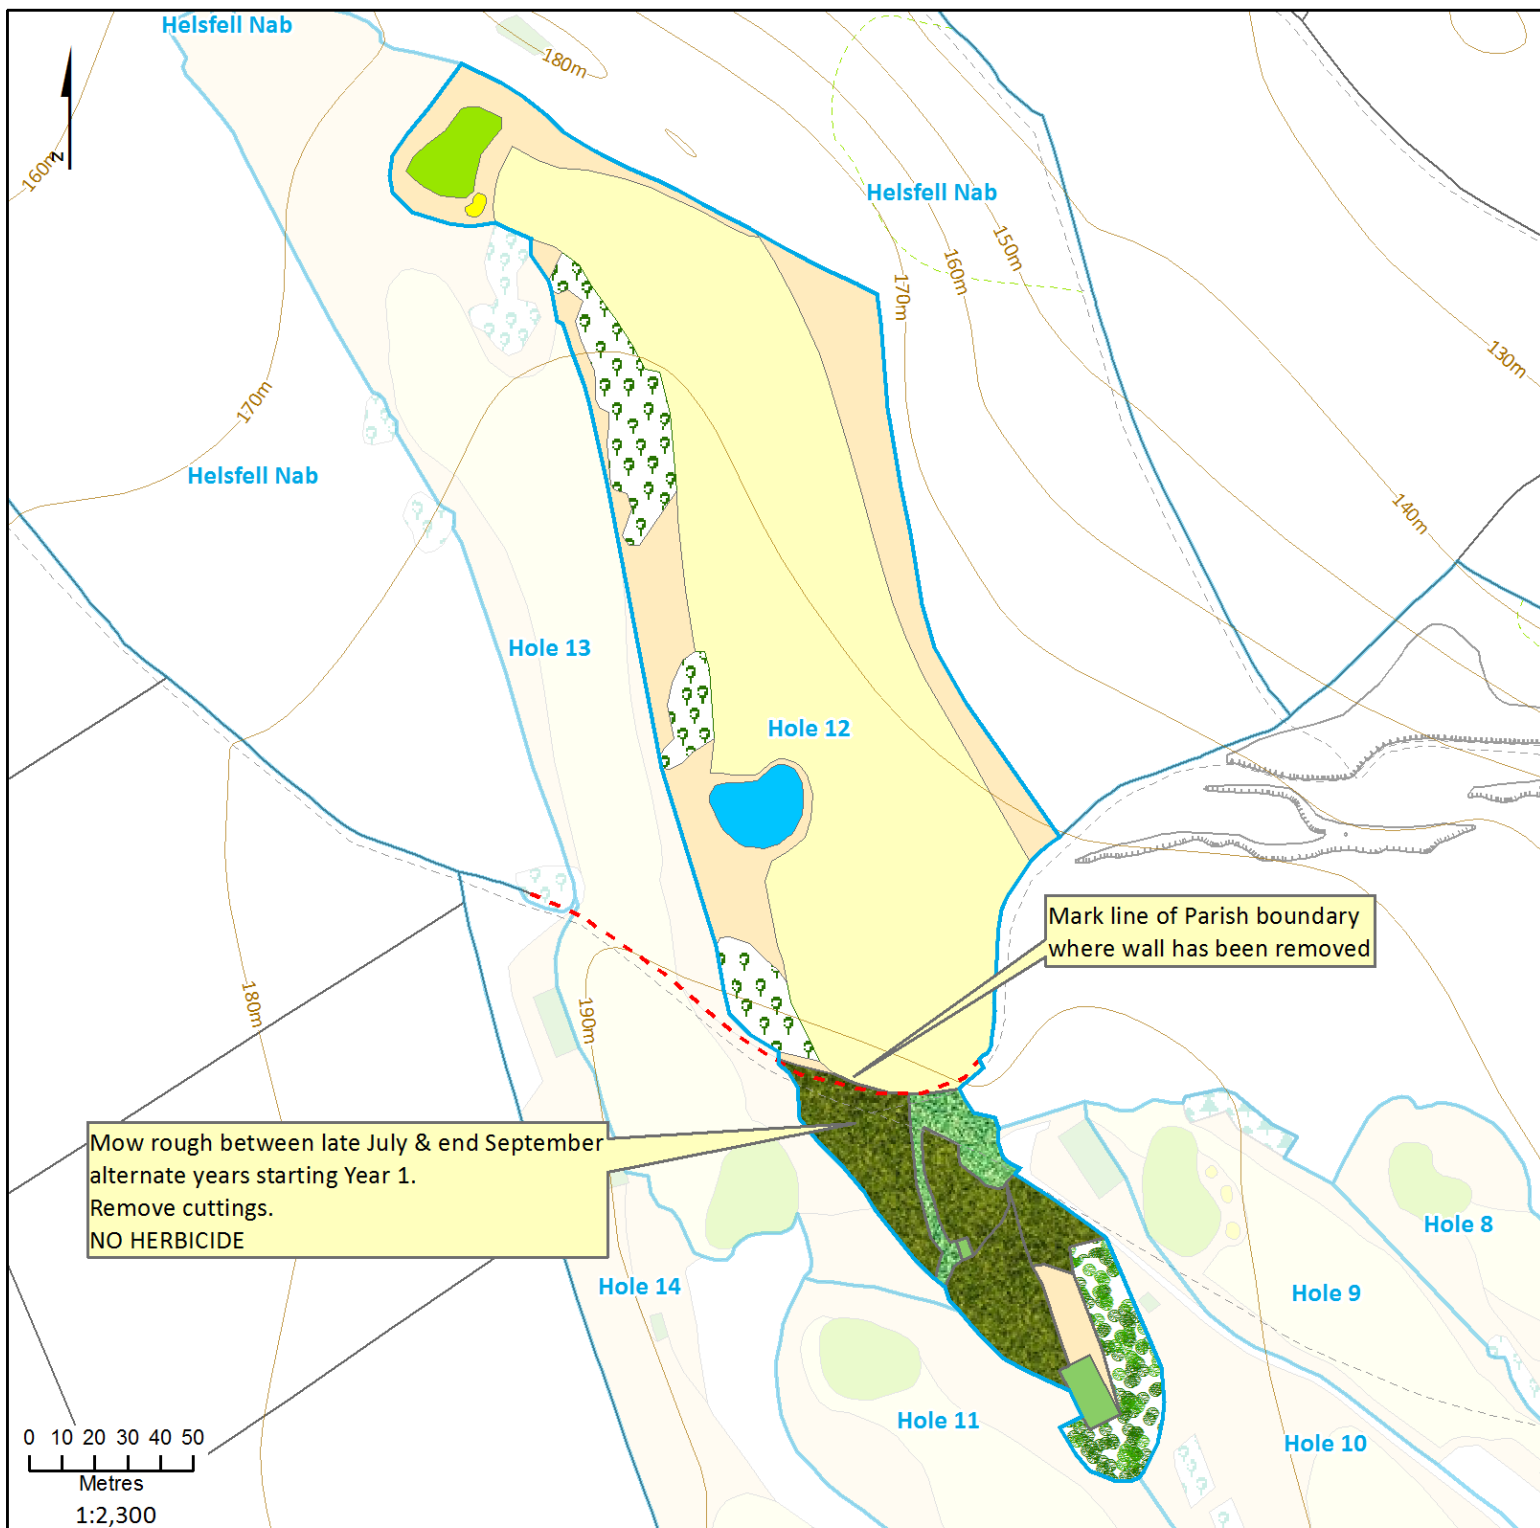 Helsfell Nab
180m
160m
N
Helsfell Nab
150m
160m
170m
130m
170m
Helsfell Nab
140m
Hole 13
Hole 12
Mark line of Parish boundary
where wall has been removed
180m
190m
Mow rough between late July & end September
alternate years starting Year 1.
Remove cuttings.
NO HERBICIDE
Hole 8
Hole 14
Hole 9
Hole 11
Hole 10
0 10 20 30 40 50
Metres
1:2,300